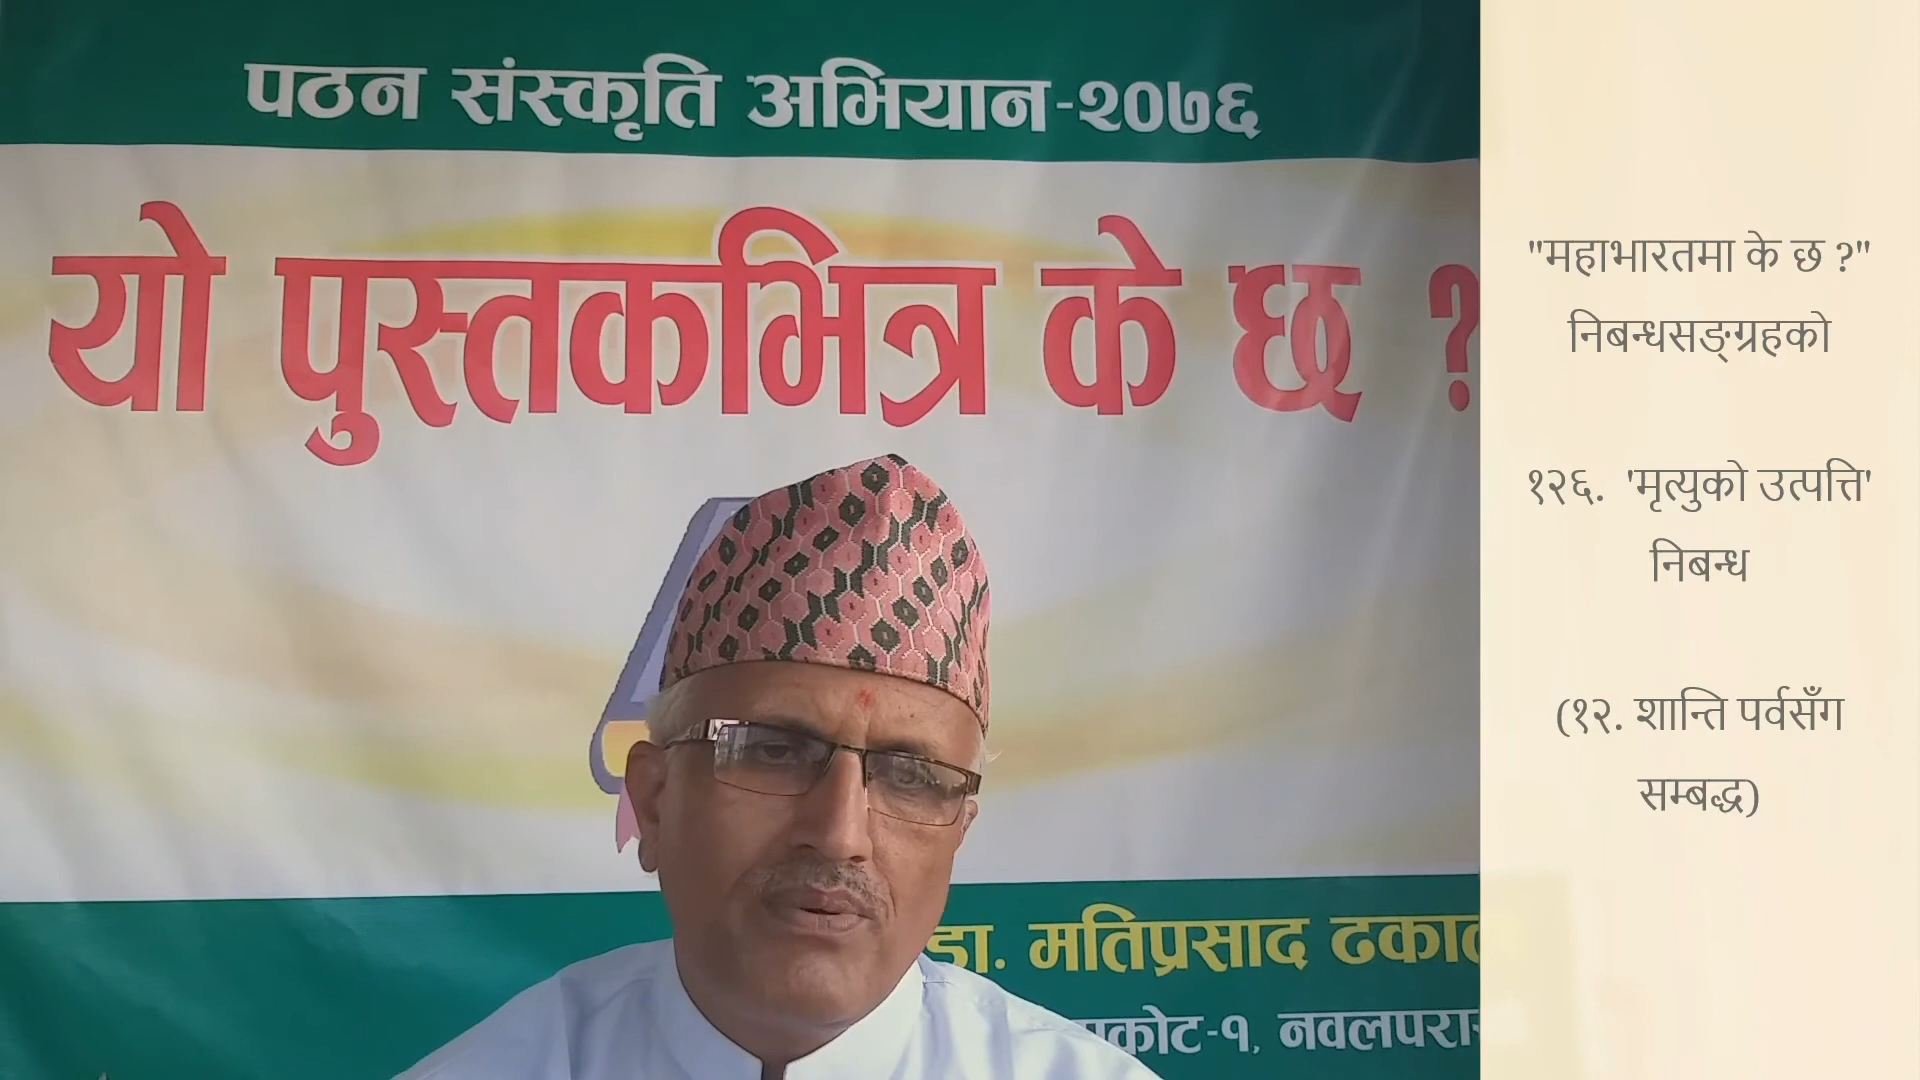 पठन संस्कृति अभियान-२०७६
यो पुस्तकभित्र के छ ?
डा. मतिप्रसाद ढकाल
-१, नवलपरा
"महाभारतमा के छ ?"
निबन्धसङ्ग्रहको
१२६. 'मृत्युको उत्पत्ति'
निबन्ध
(१२. शान्ति पर्वसँग
सम्बद्ध)